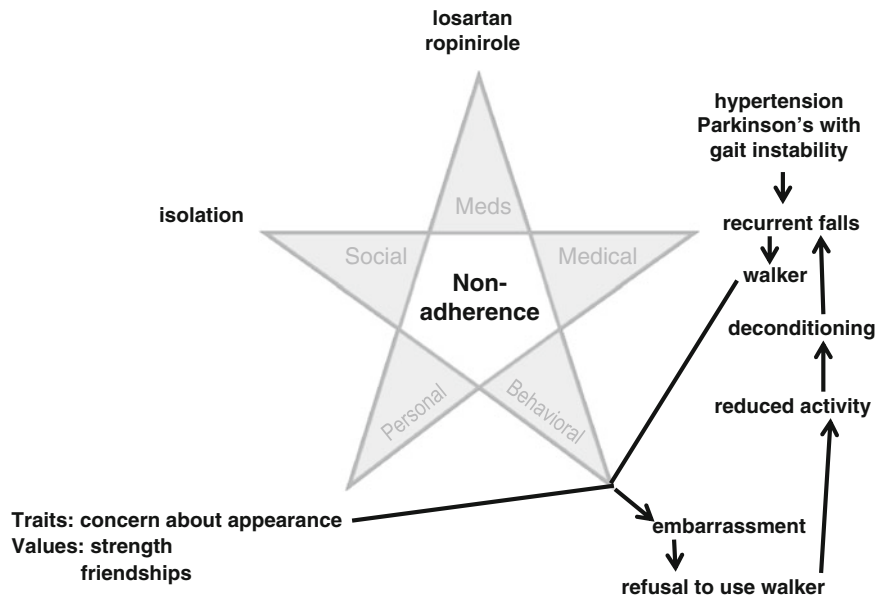 losartan
ropinirole
hypertension
Parkinson's with
gait instability
isolation
Meds
recurrent falls
Social
Medical
walker
Non-
adherence
deconditioning
Personal
Behavioral
reduced activity
Traits: concern about appearance
Values: strength
friendships
embarrassment
refusal to use walker